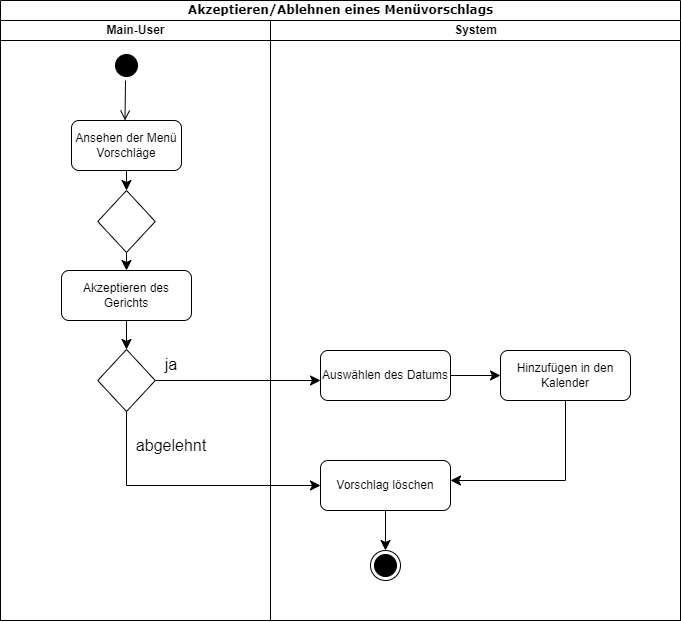 Akzeptieren/Ablehnen eines Menüvorschlags
Main-User
System
Ansehen der Menü
Vorschläge
Akzeptieren des
Gerichts
ja
Auswählen des Datums
Hinzufügen in den
Kalender
abgelehnt
Vorschlag löschen